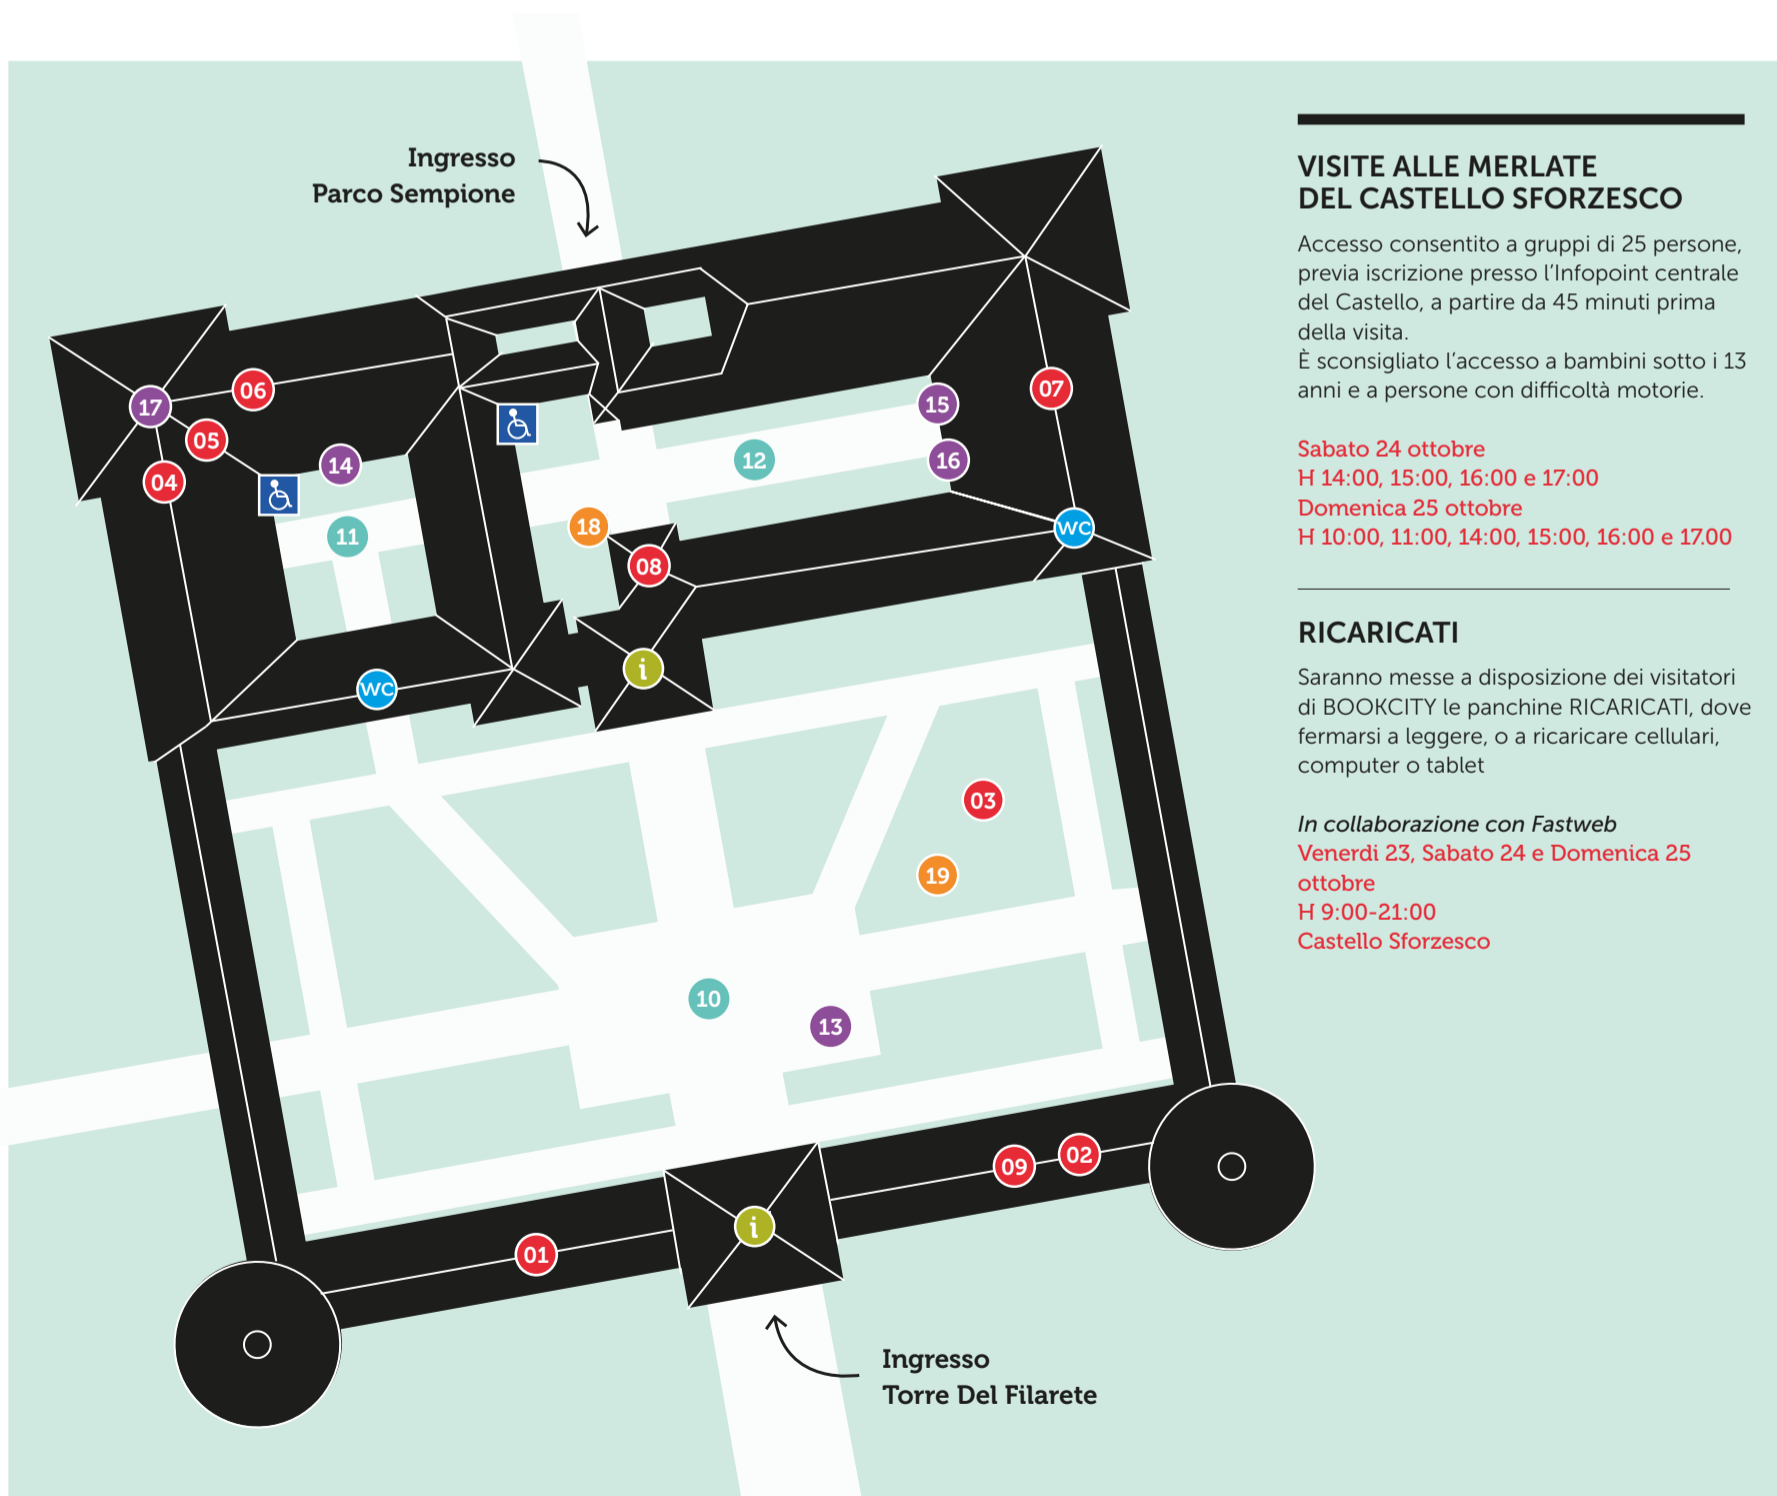 Ingresso
Parco Sempione
17
06
05
04
14
11
12
15
16
07
18
08
WC
i
WC
03
19
10
13
09
02
01
i
Ingresso
Torre Del Filarete
VISITE ALLE MERLATE
DEL CASTELLO SFORZESCO
Accesso consentito a gruppi di 25 persone,
previa iscrizione presso l'Infopoint centrale
del Castello, a partire da 45 minuti prima
della visita.
È sconsigliato l'accesso a bambini sotto i 13
anni e a persone con difficoltà motorie.
Sabato 24 ottobre
H 14:00, 15:00, 16:00 e 17:00
Domenica 25 ottobre
H 10:00, 11:00, 14:00, 15:00, 16:00 e 17.00
RICARICATI
Saranno messe a disposizione dei visitatori
di BOOKCITY le panchine RICARICATI, dove
fermarsi a leggere, o a ricaricare cellulari,
computer o tablet
In collaborazione con Fastweb
Venerdi 23, Sabato 24 e Domenica 25
ottobre
H 9:00-21:00
Castello Sforzesco